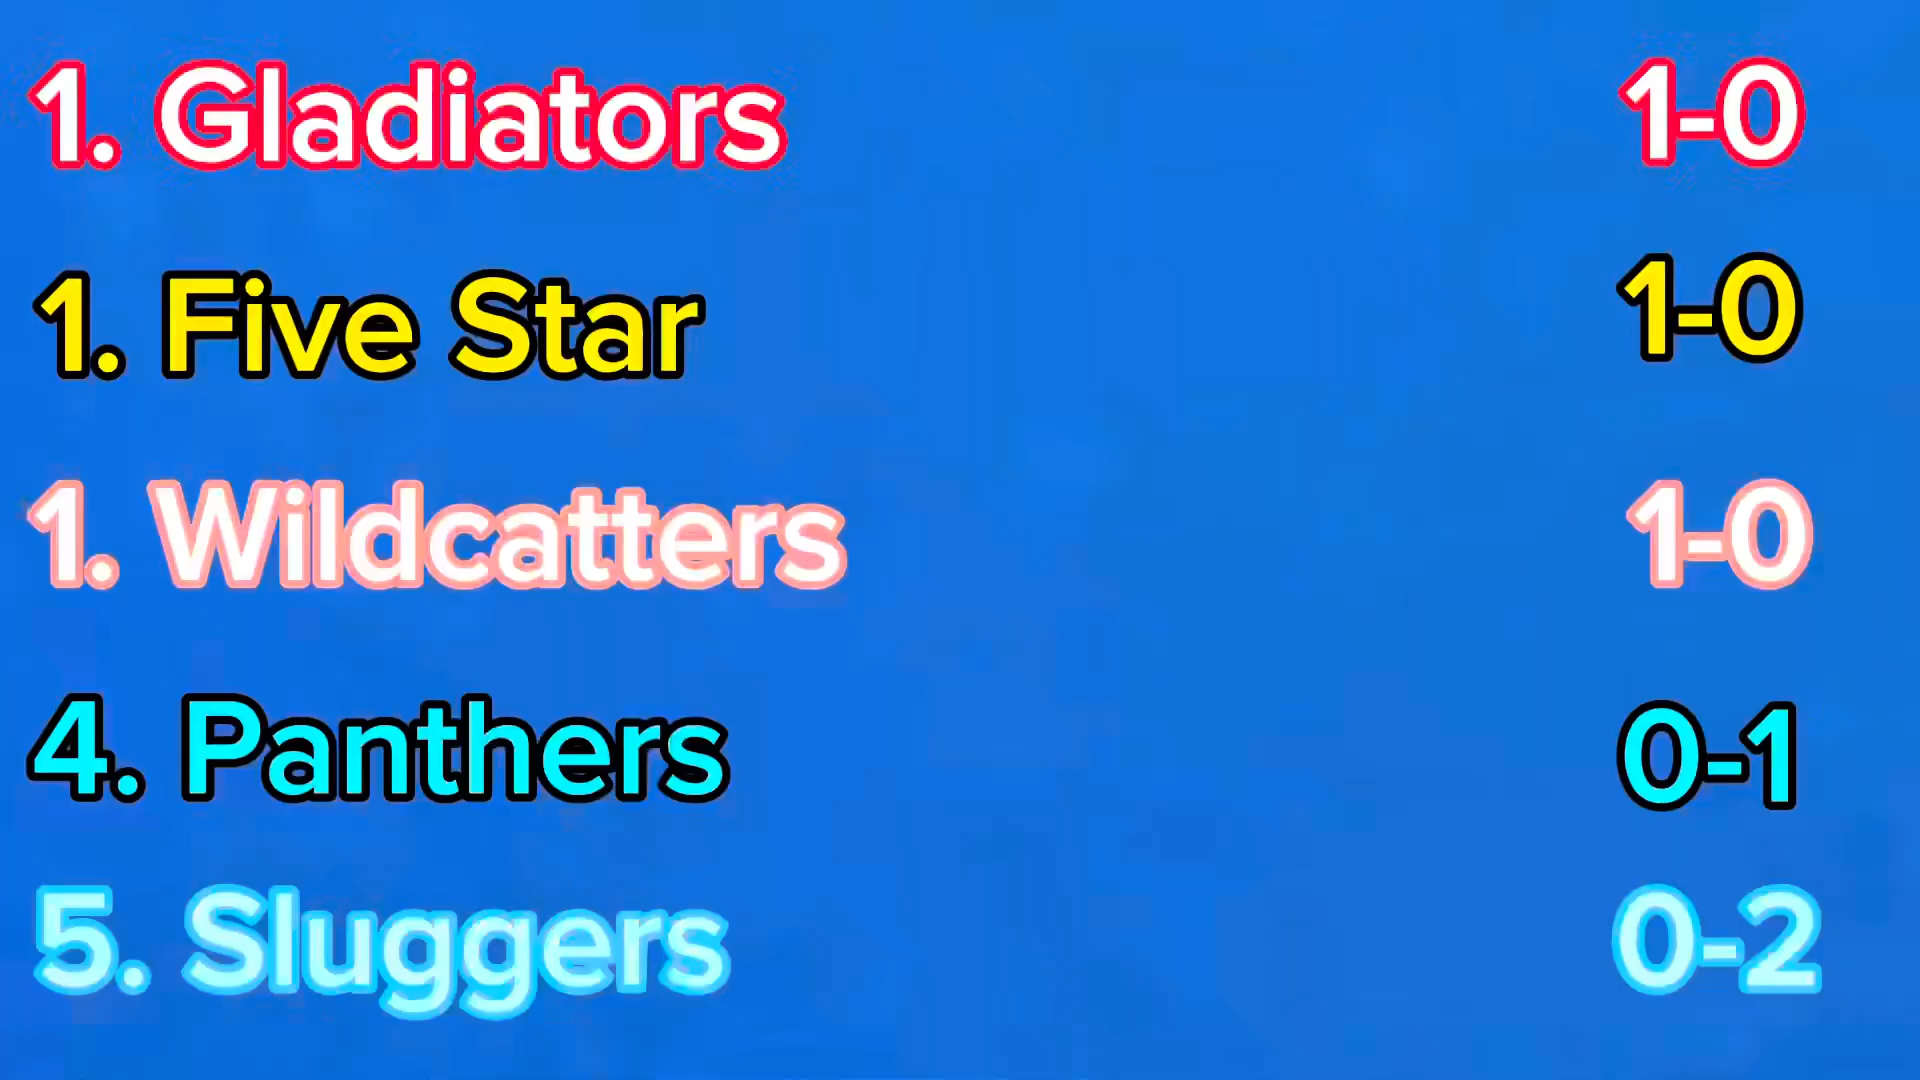 1. Gladiators 1-0
1. Five Star 1-0
1. Wildcatters 1-0
4. Panthers 0-1
5. Sluggers 0-2